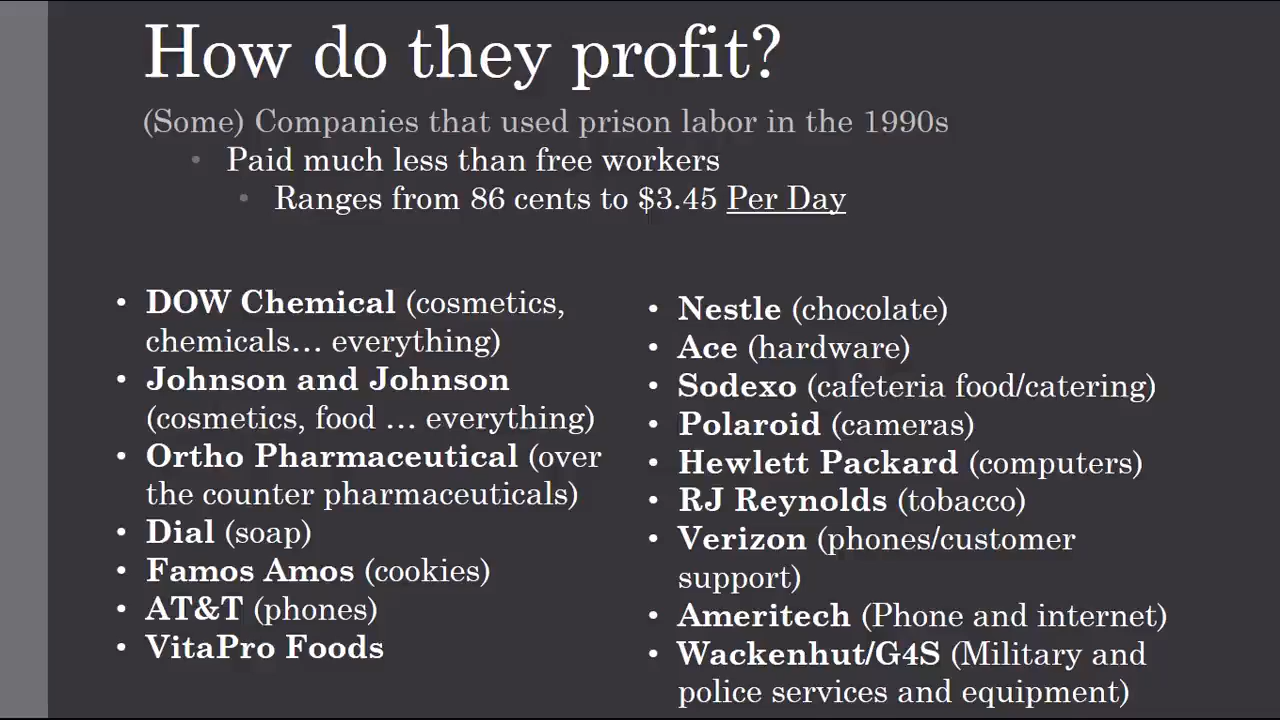 How do they profit?
(Some) Companies that used prison labor in the 1990s
• Paid much less than free workers
• Ranges from 86 cents to $3.45 Per Day
• DOW Chemical (cosmetics,
chemicals… everything)
• Johnson and Johnson
(cosmetics, food … everything)
• Ortho Pharmaceutical (over
the counter pharmaceuticals)
• Dial (soap)
• Famos Amos (cookies)
• AT&T (phones)
• VitaPro Foods
• Nestle (chocolate)
• Ace (hardware)
• Sodexo (cafeteria food/catering)
• Polaroid (cameras)
• Hewlett Packard (computers)
• RJ Reynolds (tobacco)
• Verizon (phones/customer
support)
• Ameritech (Phone and internet)
• Wackenhut/G4S (Military and
police services and equipment)